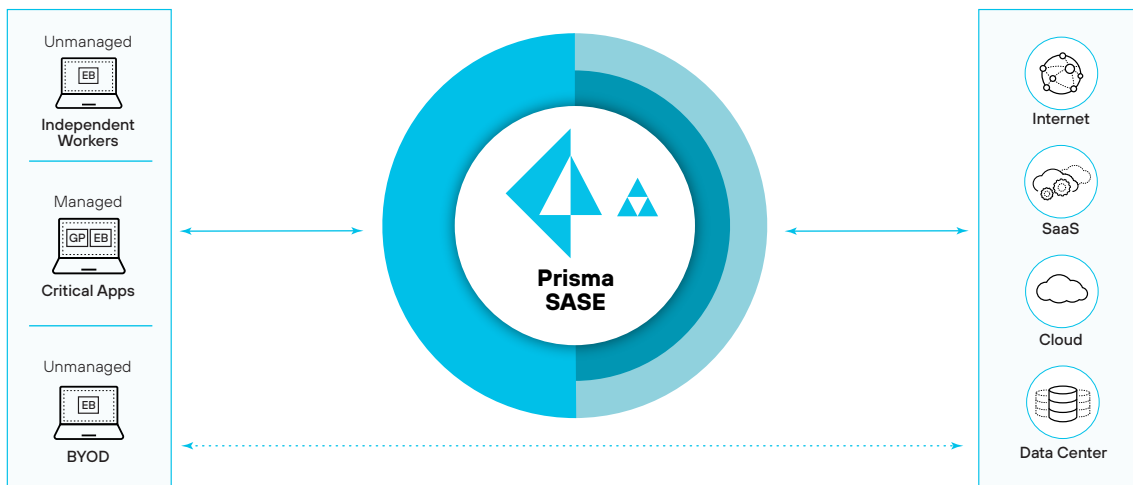 Unmanaged
EB
Independent
Workers
Managed
GP EB
Critical Apps
Unmanaged
EB
BYOD
Prisma
SASE
Internet
SaaS
Cloud
Data Center